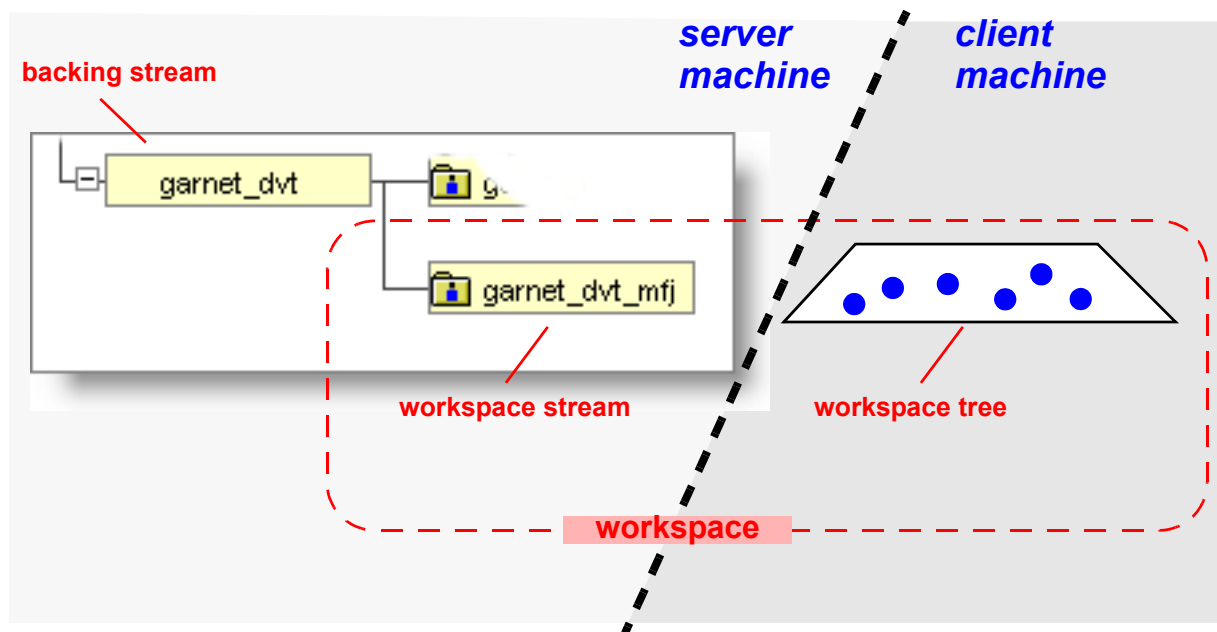 server
machine
client
machine
backing stream
garnet_dvt
garnet_dvt_mfj
workspace stream
workspace tree
workspace